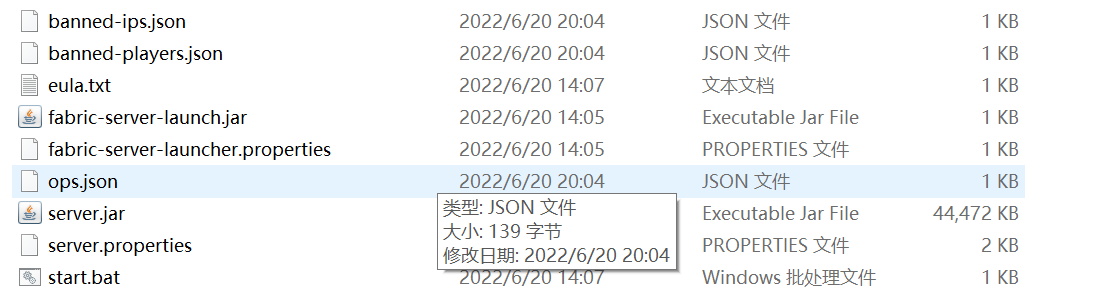 banned-ips.json 2022/6/20 20:04 JSON 文件 1 KB
banned-players.json 2022/6/20 20:04 JSON 文件 1 KB
eula.txt 2022/6/20 14:07 文本文档 1 KB
fabric-server-launch.jar 2022/6/20 14:05 Executable Jar File 1 KB
fabric-server-launcher.properties 2022/6/20 14:05 PROPERTIES 文件 1 KB
ops.json 2022/6/20 20:04 JSON 文件 1 KB
类型: JSON 文件
server.jar Executable Jar File 44,472 KB
大小: 139 字节
server.properties PROPERTIES 文件 2 KB
修改日期: 2022/6/20 20:04
start.bat 2022/6/20 14:07 Windows 批处理文件 1 KB